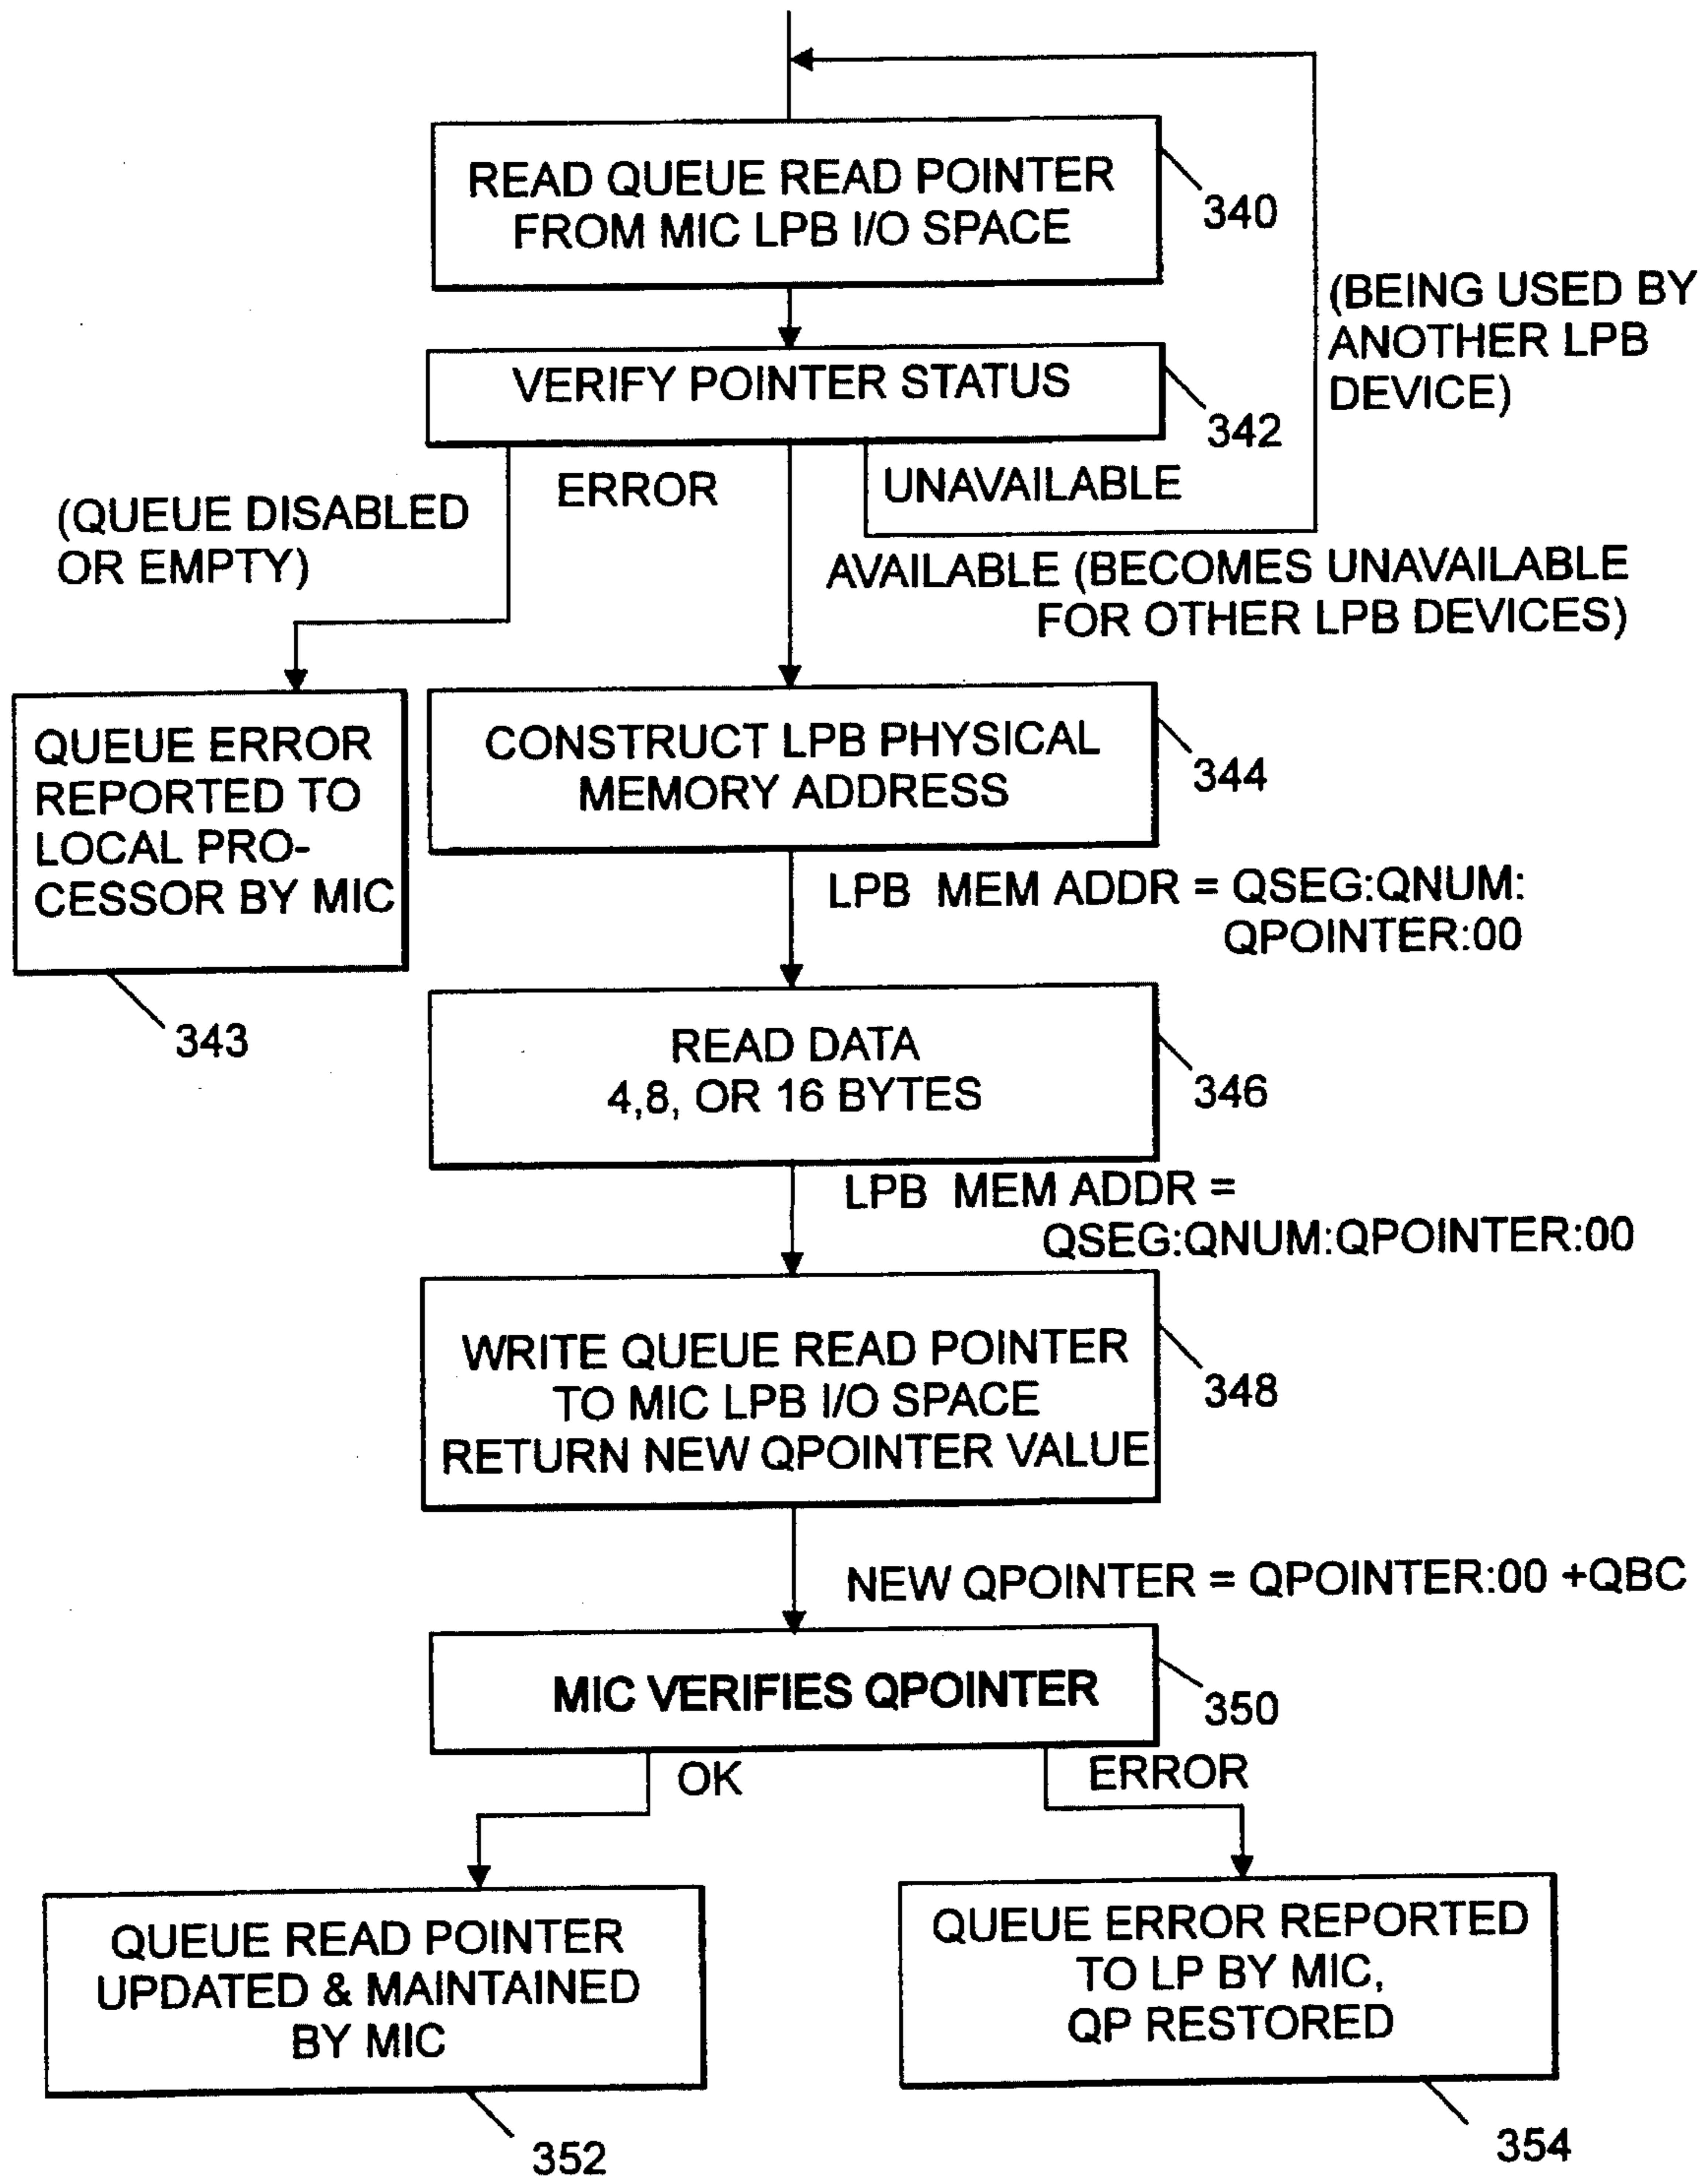 READ QUEUE READ POINTER
FROM MIC LPB I/O SPACE
340
(BEING USED BY
ANOTHER LPB
DEVICE)
VERIFY POINTER STATUS
342
(QUEUE DISABLED
OR EMPTY)
ERROR
UNAVAILABLE
AVAILABLE (BECOMES UNAVAILABLE
FOR OTHER LPB DEVICES)
QUEUE ERROR
REPORTED TO
LOCAL PRO-
CESSOR BY MIC
343
CONSTRUCT LPB PHYSICAL
MEMORY ADDRESS
344
LPB MEM ADDR = QSEG:QNUM:
QPOINTER:00
READ DATA
4,8, OR 16 BYTES
346
LPB MEM ADDR =
QSEG:QNUM:QPOINTER:00
WRITE QUEUE READ POINTER
TO MIC LPB I/O SPACE
RETURN NEW QPOINTER VALUE
348
NEW QPOINTER = QPOINTER:00 +QBC
MIC VERIFIES QPOINTER
350
OK
ERROR
QUEUE READ POINTER
UPDATED & MAINTAINED
BY MIC
352
QUEUE ERROR REPORTED
TO LP BY MIC,
QP RESTORED
354